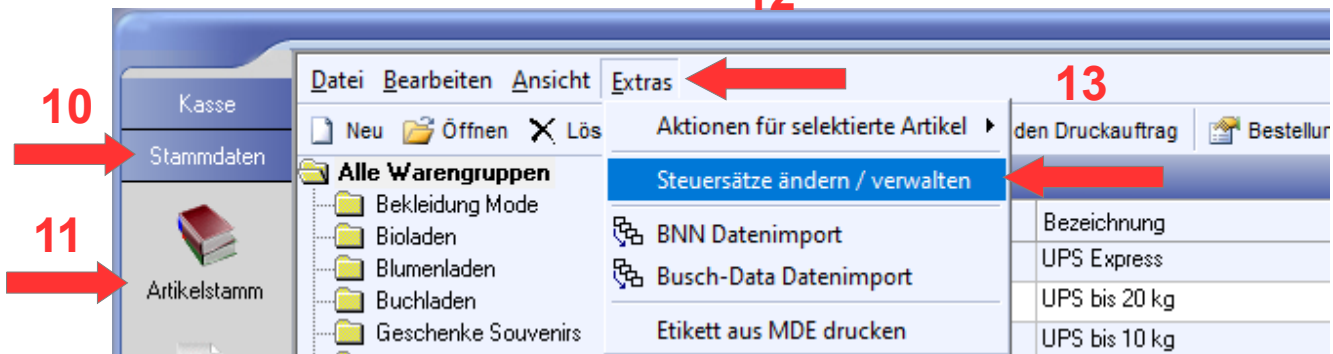 12
Datei Bearbeiten Ansicht Extras
13
10
Kasse
Neu Öffnen Lös
Aktionen für selektierte Artikel
den Druckauftrag
Bestellun
Stammdaten
Alle Warengruppen
Steuersätze ändern / verwalten
Bekleidung Mode
Bezeichnung
11
Bioladen
BNN Datenimport
UPS Express
Blumenladen
Busch-Data Datenimport
Artikelstamm
Buchladen
UPS bis 20 kg
Geschenke Souvenirs
Etikett aus MDE drucken
UPS bis 10 kg